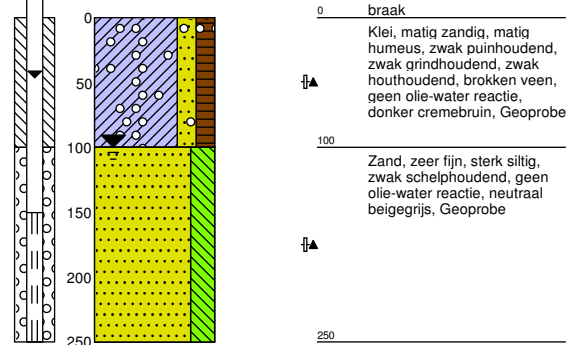 0
50
100
150
200
250
0
braak
Klei, matig zandig, matig
humeus, zwak puinhoudend,
zwak grindhoudend, zwak
houthoudend, brokken veen,
geen olie-water reactie,
donker cremebruin, Geoprobe
100
Zand, zeer fijn, sterk siltig,
zwak schelphoudend, geen
olie-water reactie, neutraal
beigegrijs, Geoprobe
250